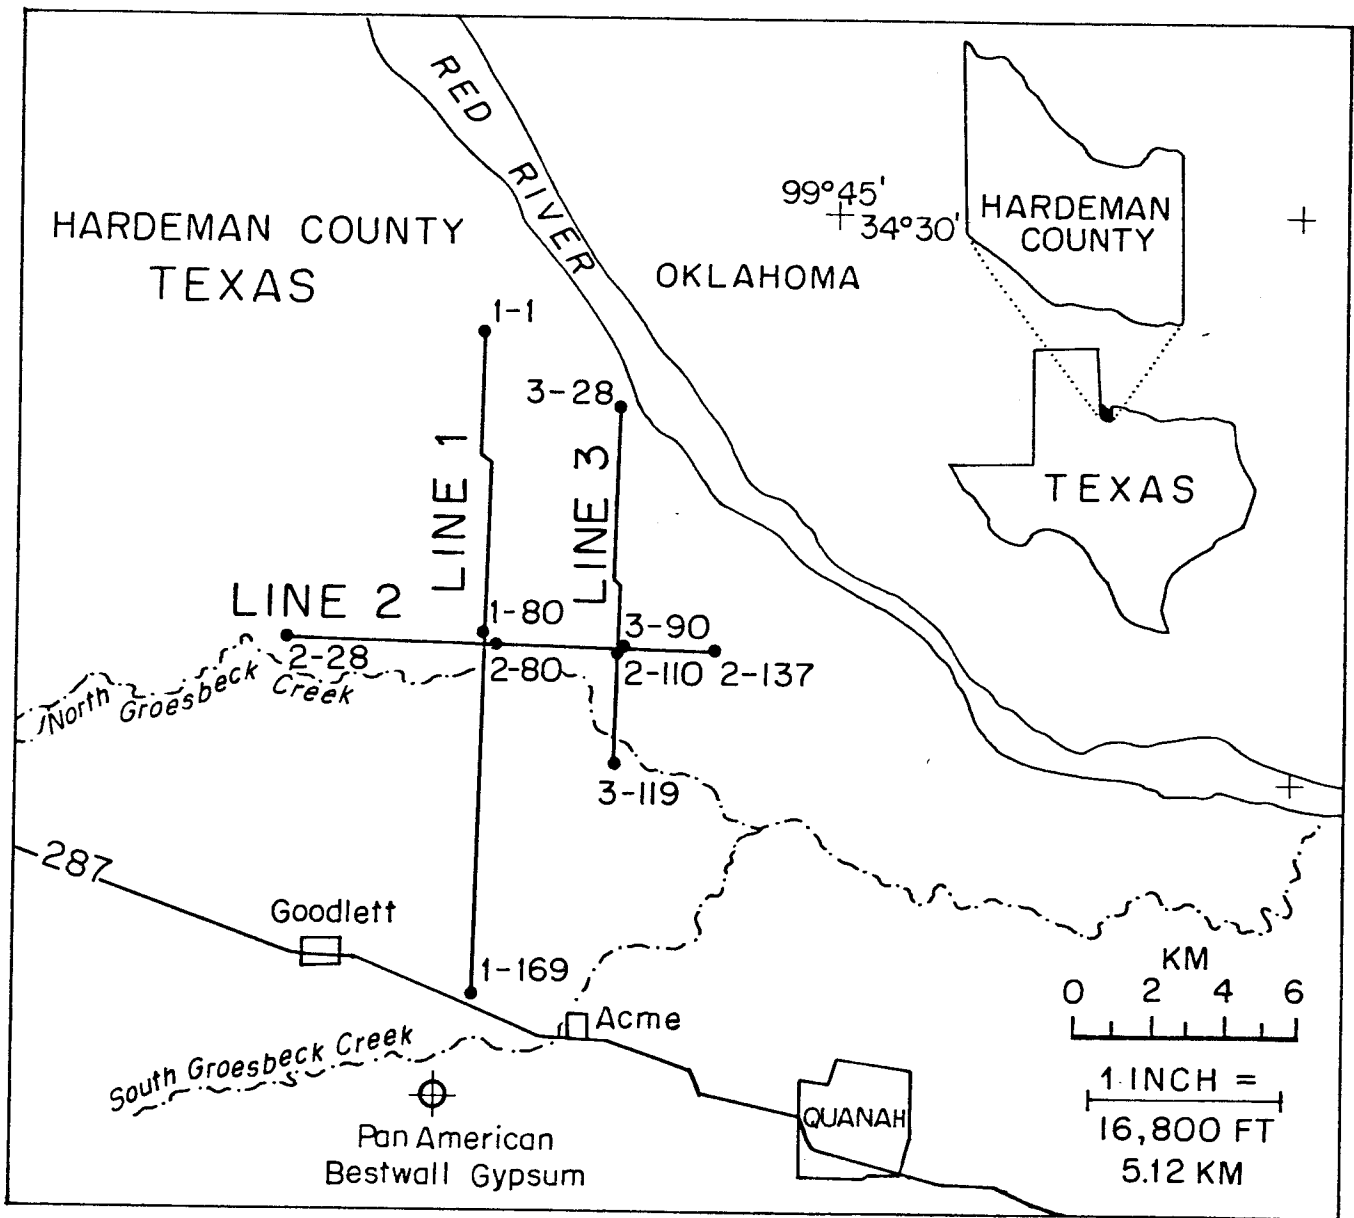 RED
RIVER
HARDEMAN COUNTY
TEXAS
99°45'
34°30'
OKLAHOMA
HARDEMAN
COUNTY
TEXAS
1-1
3-28
LINE 1
LINE 3
LINE 2
1-80
3-90
2-28
2-80
2-110
2-137
North Groesbeck Creek
3-119
287
Goodlett
1-169
Acme
South Groesbeck Creek
Pan American
Bestwall Gypsum
QUANAH
KM
0 2 4 6
1 INCH =
16,800 FT
5.12 KM